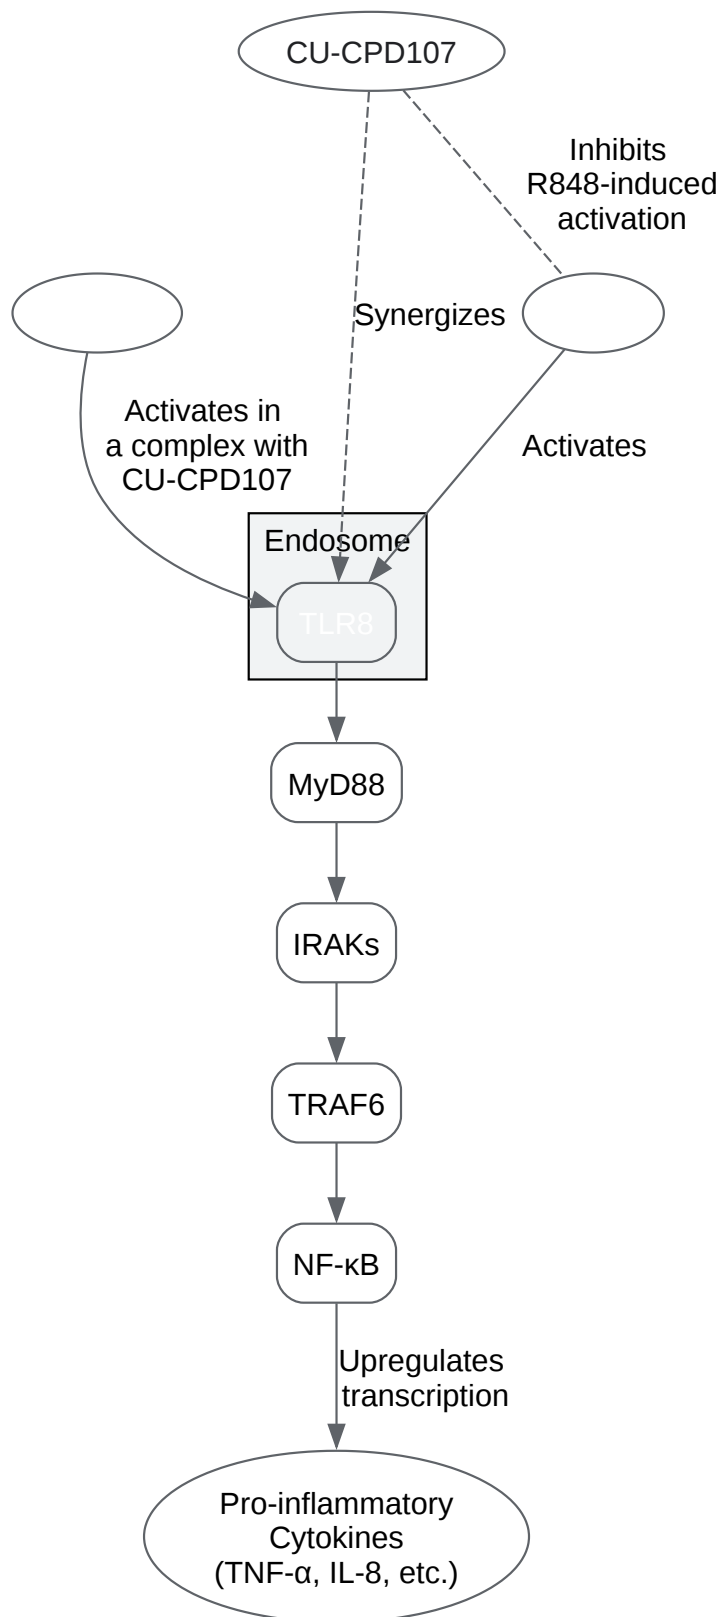 CU-CPD107
Inhibits
R848-induced
activation
Synergizes
Activates in
a complex with
CU-CPD107
Activates
Endosome
TLR8
MyD88
IRAKs
TRAF6
NF-κB
Upregulates
transcription
Pro-inflammatory
Cytokines
(TNF-α, IL-8, etc.)